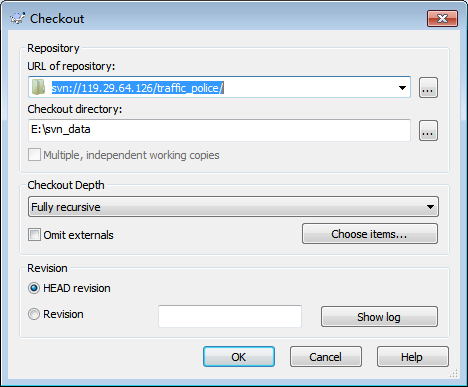 Checkout
Repository
URL of repository:
svn://119.29.64.126/traffic_police/
...
Checkout directory:
E:\svn_data
...
Multiple, independent working copies
Checkout Depth
Fully recursive
Omit externals
Choose items...
Revision
HEAD revision
Revision
Show log
OK
Cancel
Help